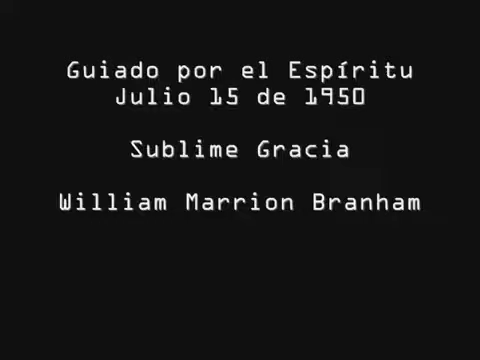 Guiado por el Espíritu
Julio 15 de 1950
Sublime Gracia
William Marrion Branham